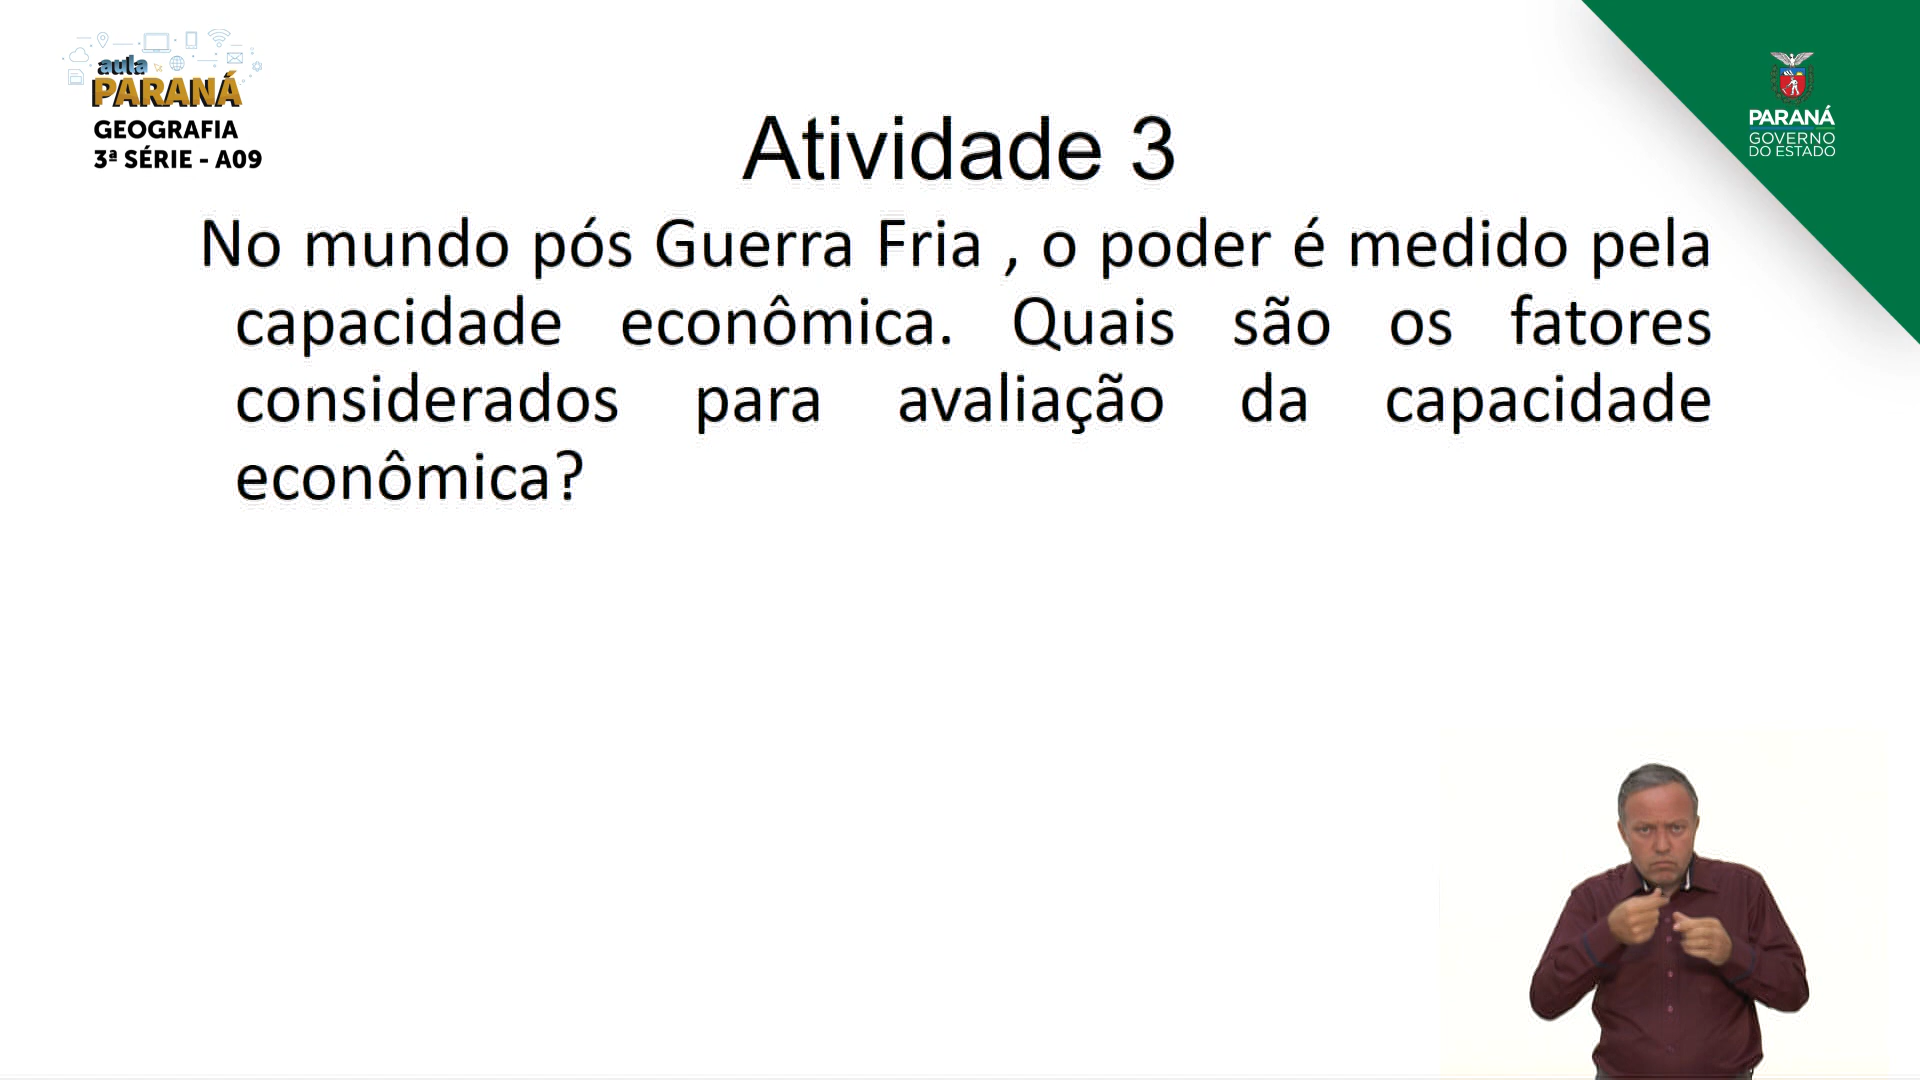 aula
PARANÁ
GEOGRAFIA
3ª SÉRIE - A09
PARANÁ
GOVERNO
DO ESTADO
Atividade 3
No mundo pós Guerra Fria , o poder é medido pela
capacidade econômica. Quais são os fatores
considerados para avaliação da capacidade
econômica?